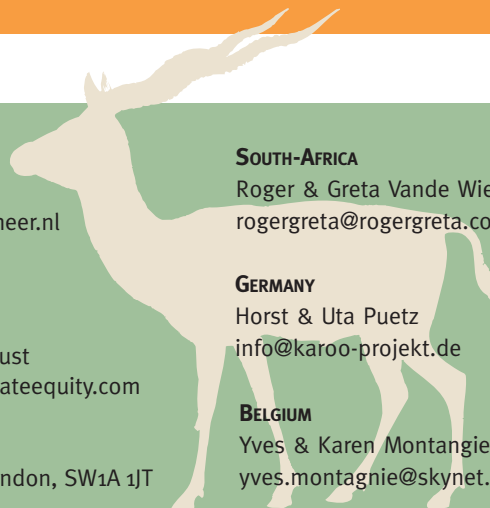 heer.nl
ust
ateequity.com
ndon, SW1A 1JT
South-Africa
Roger & Greta Vande Wie
rogergreta@rogergreta.co
Germany
Horst & Uta Puetz
info@karoo-projekt.de
Belgium
Yves & Karen Montangie
yves.montagnie@skynet.